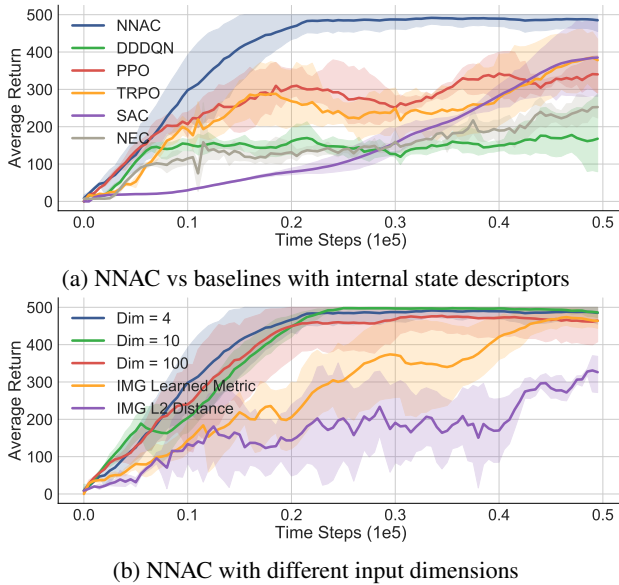 500
400
300
200
100
0
Average Return
NNAC
DDDQN
PPO
TRPO
SAC
NEC
0.0 0.1 0.2 0.3 0.4 0.5
Time Steps (1e5)
(a) NNAC vs baselines with internal state descriptors
500
400
300
200
100
0
Average Return
Dim = 4
Dim = 10
Dim = 100
IMG Learned Metric
IMG L2 Distance
0.0 0.1 0.2 0.3 0.4 0.5
Time Steps (1e5)
(b) NNAC with different input dimensions